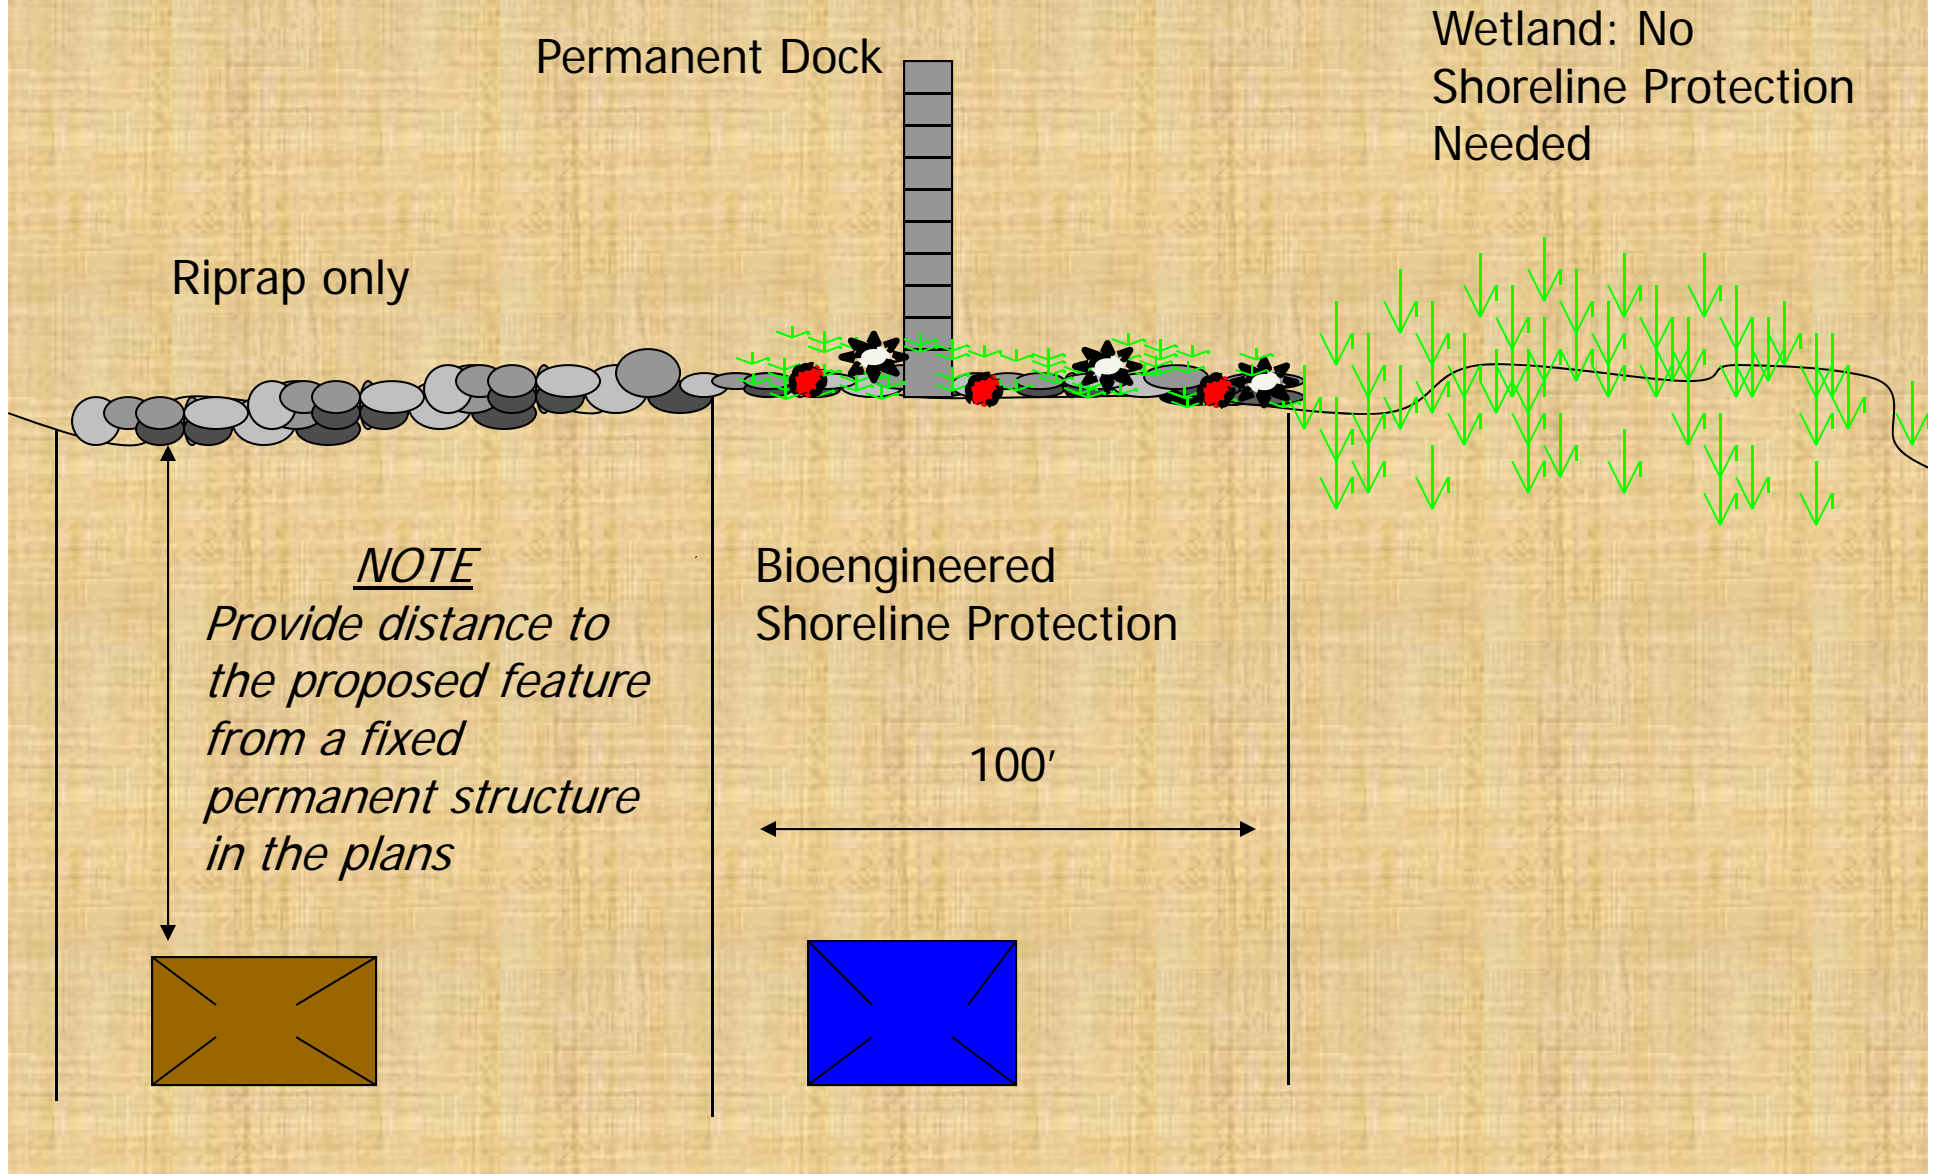 Permanent Dock
Wetland: No
Shoreline Protection
Needed
Riprap only
NOTE
Provide distance to
the proposed feature
from a fixed
permanent structure
in the plans
Bioengineered
Shoreline Protection
100’